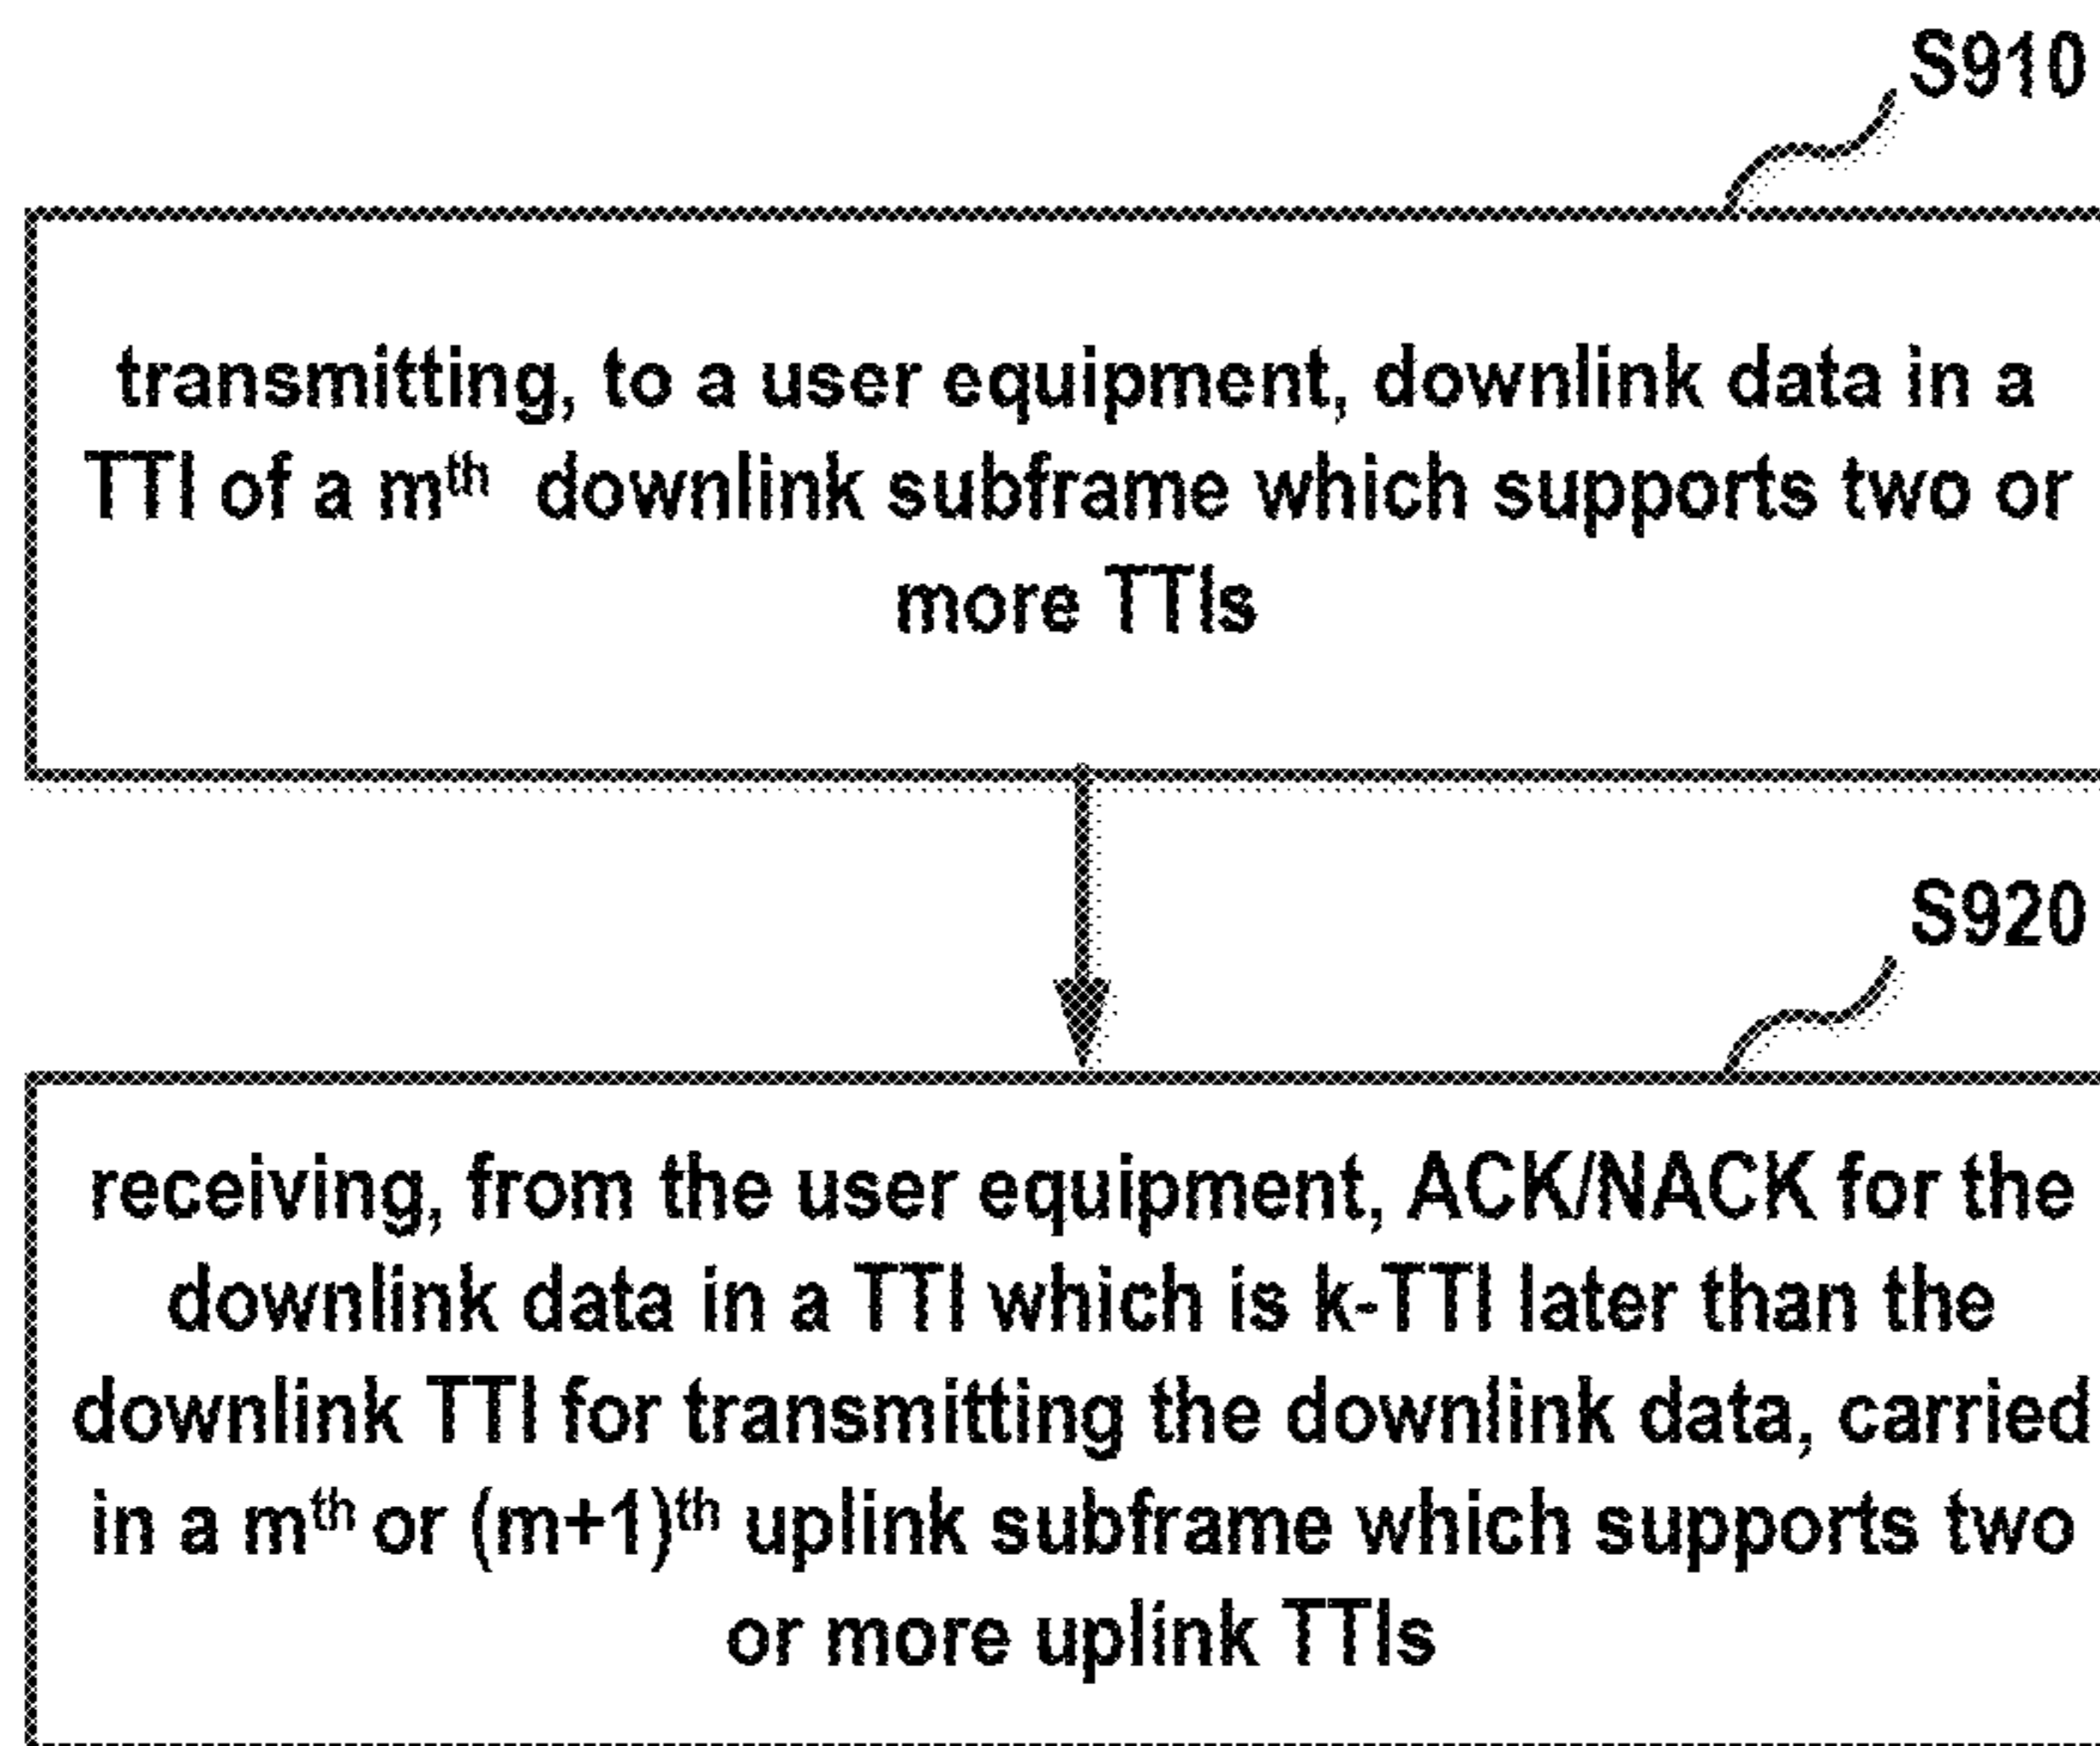 S910
transmitting, to a user equipment, downlink data in a
TTI of a mth downlink subframe which supports two or
more TTIs
S920
receiving, from the user equipment, ACK/NACK for the
downlink data in a TTI which is k-TTI later than the
downlink TTI for transmitting the downlink data, carried
in a mth or (m+1)th uplink subframe which supports two
or more uplink TTIs